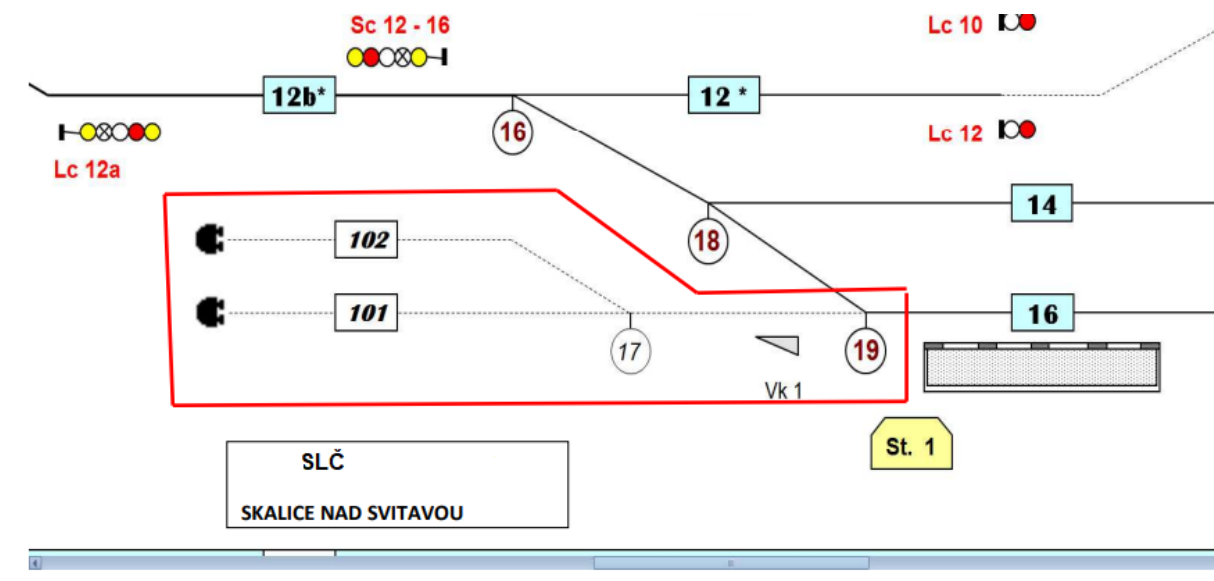 Sc 12 - 16
Lc 10
12b*
12 *
16
Lc 12
Lc 12a
14
102
18
101
16
17
19
Vk 1
St. 1
SLČ
SKALICE NAD SVITAVOU